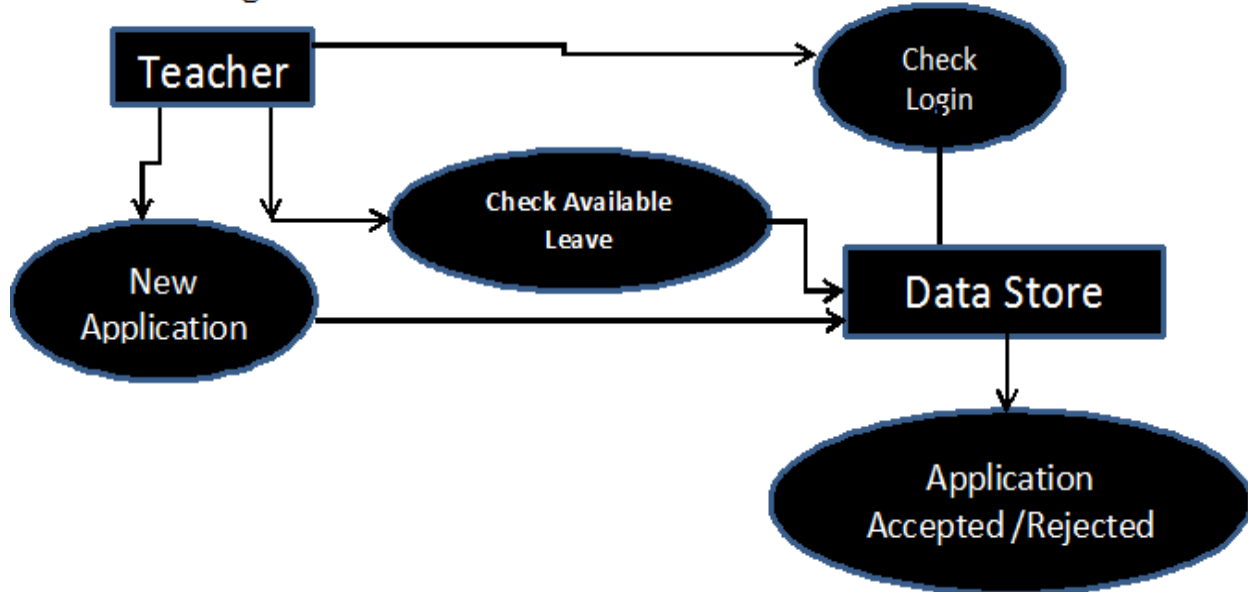 Teacher
Check
Login
Check Available
Leave
New
Application
Data Store
Application
Accepted /Rejected